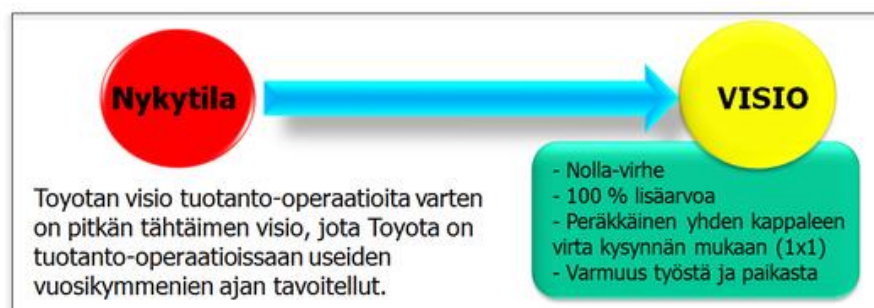 Nykytila
VISIO
Toyotan visio tuotanto-operaatioita varten
on pitkän tähtäimen visio, jota Toyota on
tuotanto-operaatioissaan useiden
vuosikymmenien ajan tavoitellut.
- Nolla-virhe
- 100 % lisäarvoa
- Peräkkäinen yhden kappaleen
virta kysynnän mukaan (1x1)
- Varmuus työstä ja paikasta